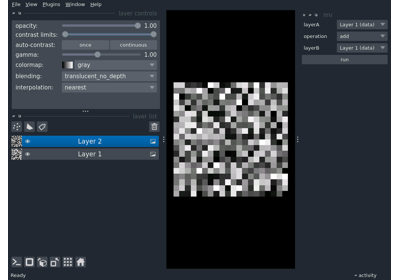 File View Plugins Window Help
layer controls
opacity: 1.00
contrast limits:
auto-contrast: once continuous
gamma: 1.00
colormap: gray
blending: translucent_no_depth
interpolation: nearest
layer list
Layer 2
Layer 1
Ready
layerA Layer 1 (data)
operation add
layerB Layer 1 (data)
run
activity